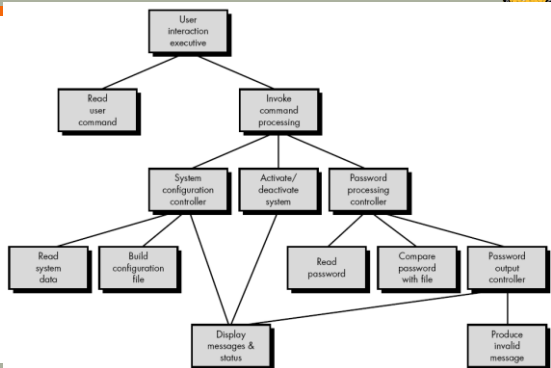 User
interaction
executive
Read
user
command
Invoke
command
processing
System
configuration
controller
Activate/
deactivate
system
Password
processing
controller
Read
system
data
Build
configuration
file
Read
password
Compare
password
with file
Password
output
controller
Display
messages &
status
Produce
invalid
message